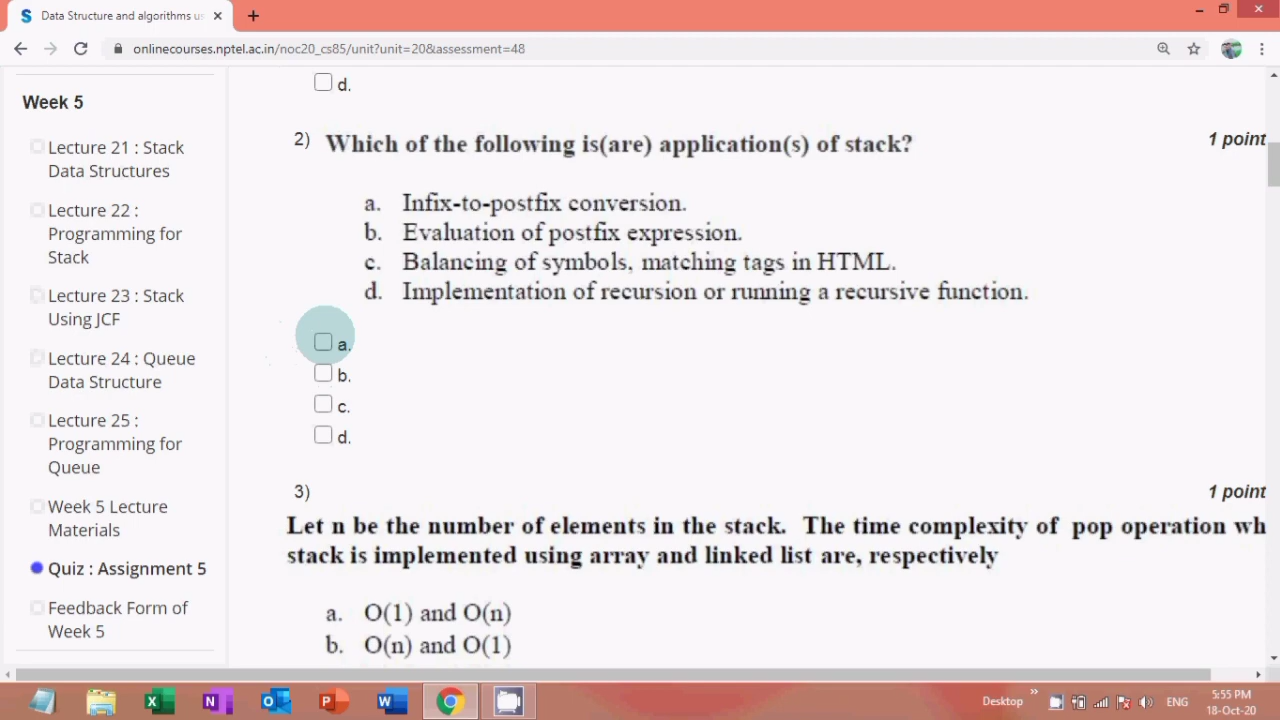 Data Structure and algorithms us
onlinecourses.nptel.ac.in/noc20_cs85/unit?unit=20&assessment=48
Week 5
Lecture 21 : Stack
Data Structures
Lecture 22 :
Programming for
Stack
Lecture 23 : Stack
Using JCF
Lecture 24 : Queue
Data Structure
Lecture 25 :
Programming for
Queue
Week 5 Lecture
Materials
Quiz : Assignment 5
Feedback Form of
Week 5
d.
2) Which of the following is(are) application(s) of stack? 1 point
a. Infix-to-postfix conversion.
b. Evaluation of postfix expression.
c. Balancing of symbols, matching tags in HTML.
d. Implementation of recursion or running a recursive function.
a.
b.
c.
d.
3) 1 point
Let n be the number of elements in the stack. The time complexity of pop operation wh
stack is implemented using array and linked list are, respectively
a. O(1) and O(n)
b. O(n) and O(1)
Desktop
ENG
5:55 PM
18-Oct-20